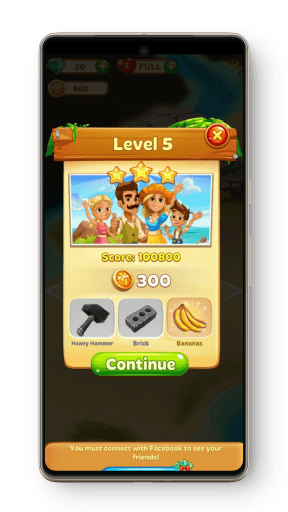 20
FULL
460
Level 5
Score: 100800
300
Heavy Hammer
Brick
Bananas
Continue
You must connect with Facebook to see your
friends!